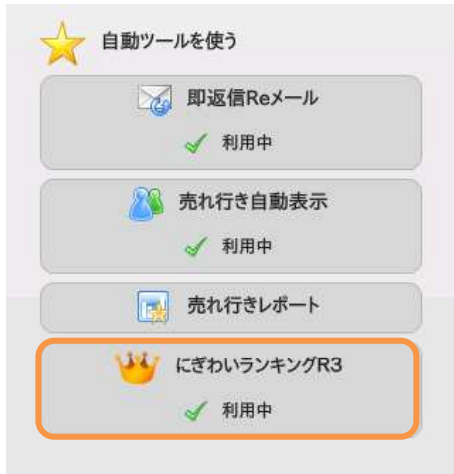 自動ツールを使う
即返信Reメール
利用中
売れ行き自動表示
利用中
売れ行きレポート
にぎわいランキングR3
利用中